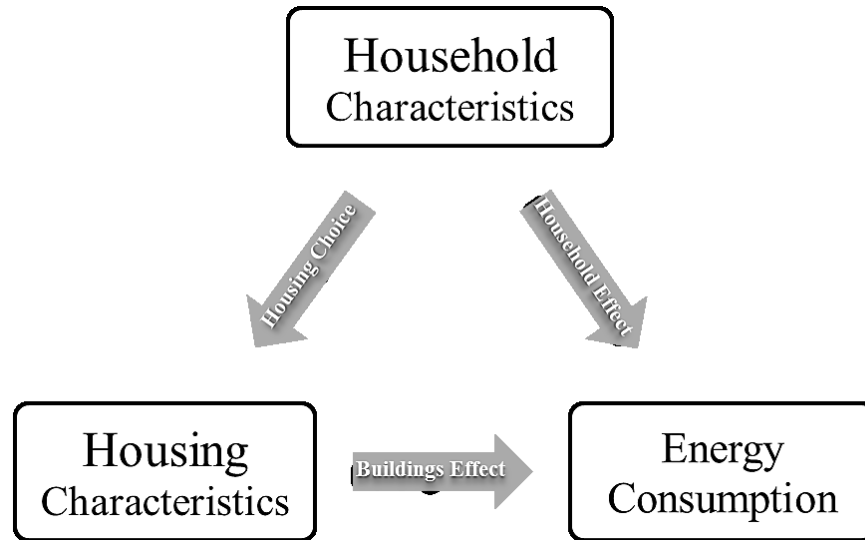 Household
Characteristics
Housing Choice
Household Effect
Housing
Characteristics
Buildings Effect
Energy
Consumption